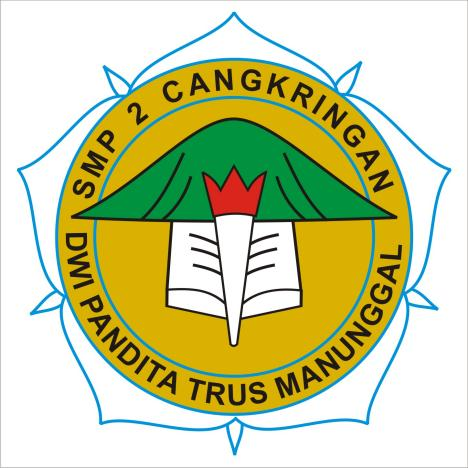 SMP 2 CANGKRINGAN
DWI PANDITA TRUS MANUNGGAL